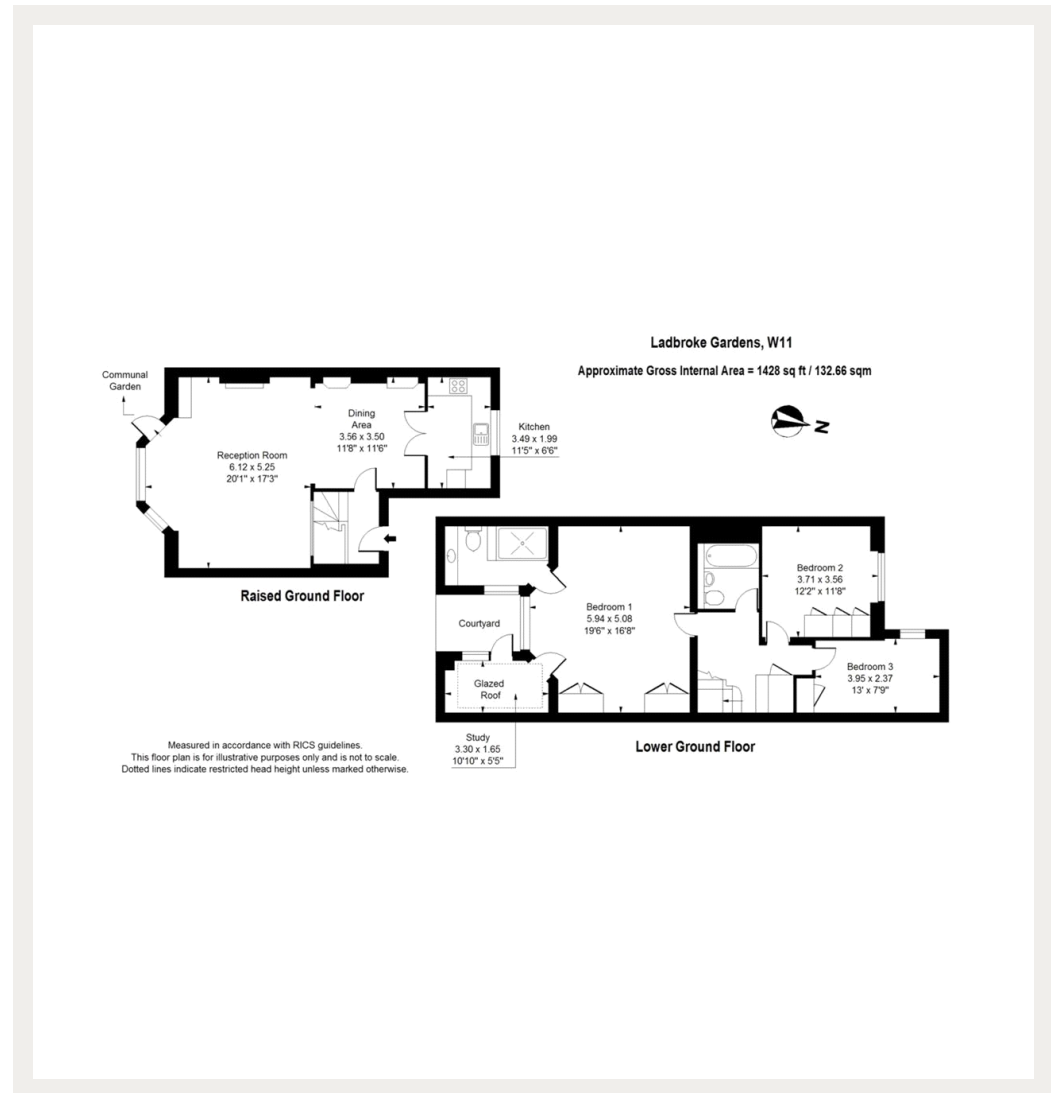 Ladbroke Gardens, W11
Approximate Gross Internal Area = 1428 sq ft / 132.66 sqm
N
Communal
Garden
Reception Room
6.12 x 5.25
20'1" x 17'3"
Dining
Area
3.56 x 3.50
11'8" x 11'6"
Kitchen
3.49 x 1.99
11'5" x 6'6"
Raised Ground Floor
Courtyard
Glazed
Roof
Study
3.30 x 1.65
10'10" x 5'5"
Bedroom 1
5.94 x 5.08
19'6" x 16'8"
Bedroom 2
3.71 x 3.56
12'2" x 11'8"
Bedroom 3
3.95 x 2.37
13' x 7'9"
Lower Ground Floor
Measured in accordance with RICS guidelines.
This floor plan is for illustrative purposes only and is not to scale.
Dotted lines indicate restricted head height unless marked otherwise.